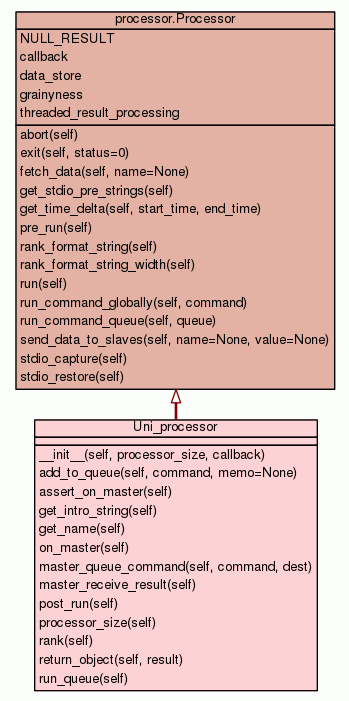 processor.Processor
NULL_RESULT
callback
data_store
grainyness
threaded_result_processing
abort(self)
exit(self, status=0)
fetch_data(self, name=None)
get_stdio_pre_strings(self)
get_time_delta(self, start_time, end_time)
pre_run(self)
rank_format_string(self)
rank_format_string_width(self)
run(self)
run_command_globally(self, command)
run_command_queue(self, queue)
send_data_to_slaves(self, name=None, value=None)
stdio_capture(self)
stdio_restore(self)
Uni_processor
__init__(self, processor_size, callback)
add_to_queue(self, command, memo=None)
assert_on_master(self)
get_intro_string(self)
get_name(self)
on_master(self)
master_queue_command(self, command, dest)
master_receive_result(self)
post_run(self)
processor_size(self)
rank(self)
return_object(self, result)
run_queue(self)